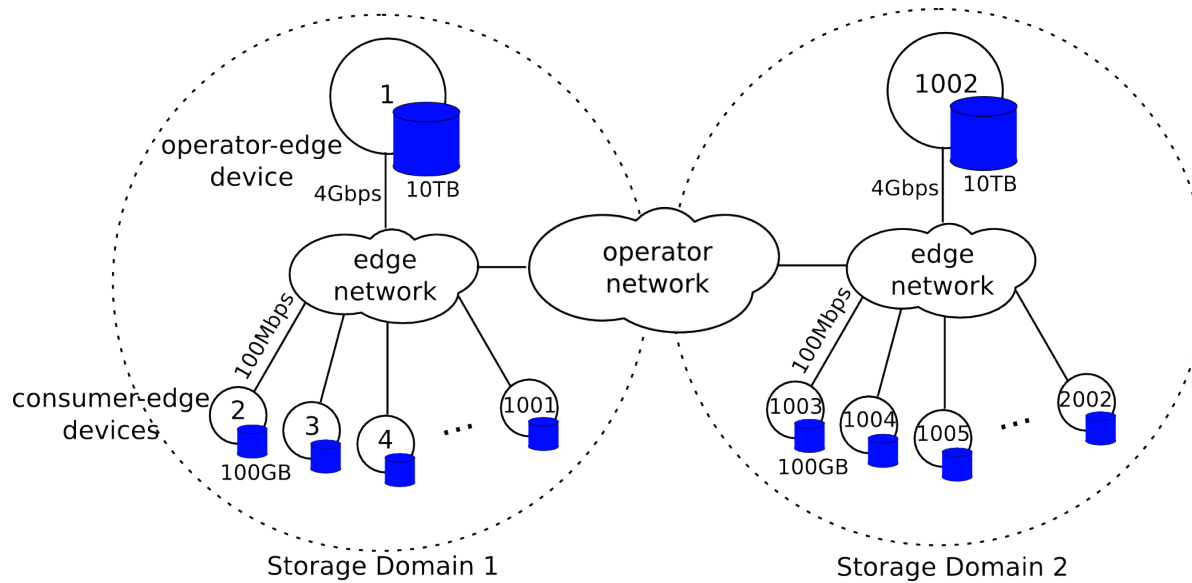 1
1002
operator-edge
device
4Gbps
10TB
4Gbps
10TB
edge
network
operator
network
edge
network
100Mbps
100Mbps
consumer-edge
devices
2
3
4
...
1001
100GB
1003
1004
1005
...
2002
100GB
Storage Domain 1
Storage Domain 2